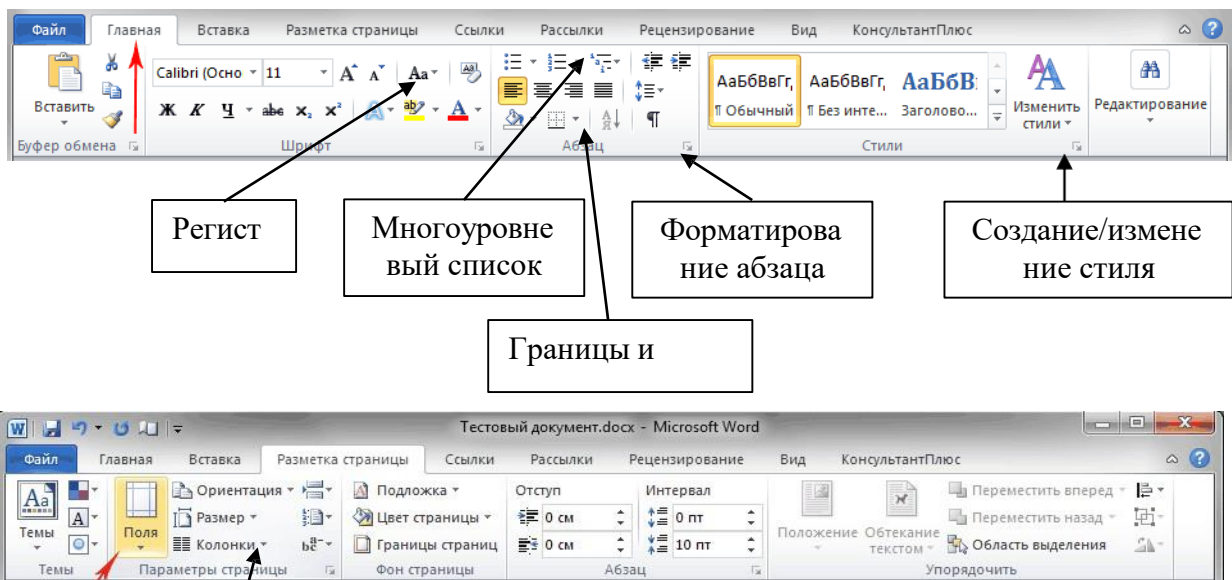 Файл Главная Вставка Разметка страницы Ссылки Рассылки Рецензирование Вид КонсультантПлюс
Calibri (Осно 11 Aa
Вставить Ж К Ч abc x₂ x² ab А
АаБбВвГг, АаБбВвГг, АаБбВ
¶ Обычный ¶ Без инте... Заголово...
Изменить стили Редактирование
Буфер обмена Шрифт Абзац Стили
Регист
Многоуровне
вый список
Форматирова
ние абзаца
Создание/измене
ние стиля
Границы и
Тестовый документ.docx - Microsoft Word
Файл Главная Вставка Разметка страницы Ссылки Рассылки Рецензирование Вид КонсультантПлюс
Темы Поля Ориентация Подложка Отступ Интервал Переместить вперед
Размер Цвет страницы 0 см 0 пт Положение Обтекание текстом Переместить назад
Колонки Границы страниц 0 см 10 пт Область выделения
Темы Параметры страницы Фон страницы Абзац Упорядочить